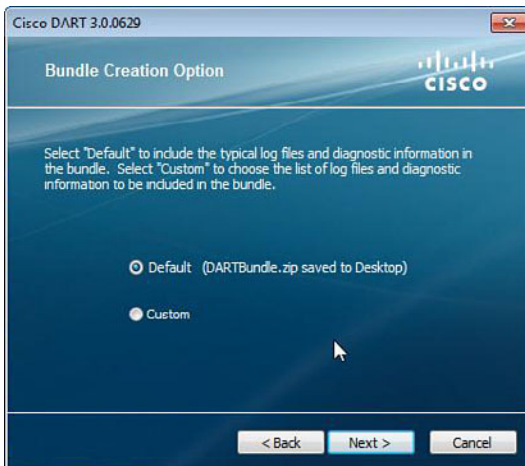 Cisco DART 3.0.0629
Bundle Creation Option
CISCO
Select "Default" to include the typical log files and diagnostic information in
the bundle. Select "Custom" to choose the list of log files and diagnostic
information to be included in the bundle.
Default (DARTBundle.zip saved to Desktop)
Custom
< Back
Next >
Cancel